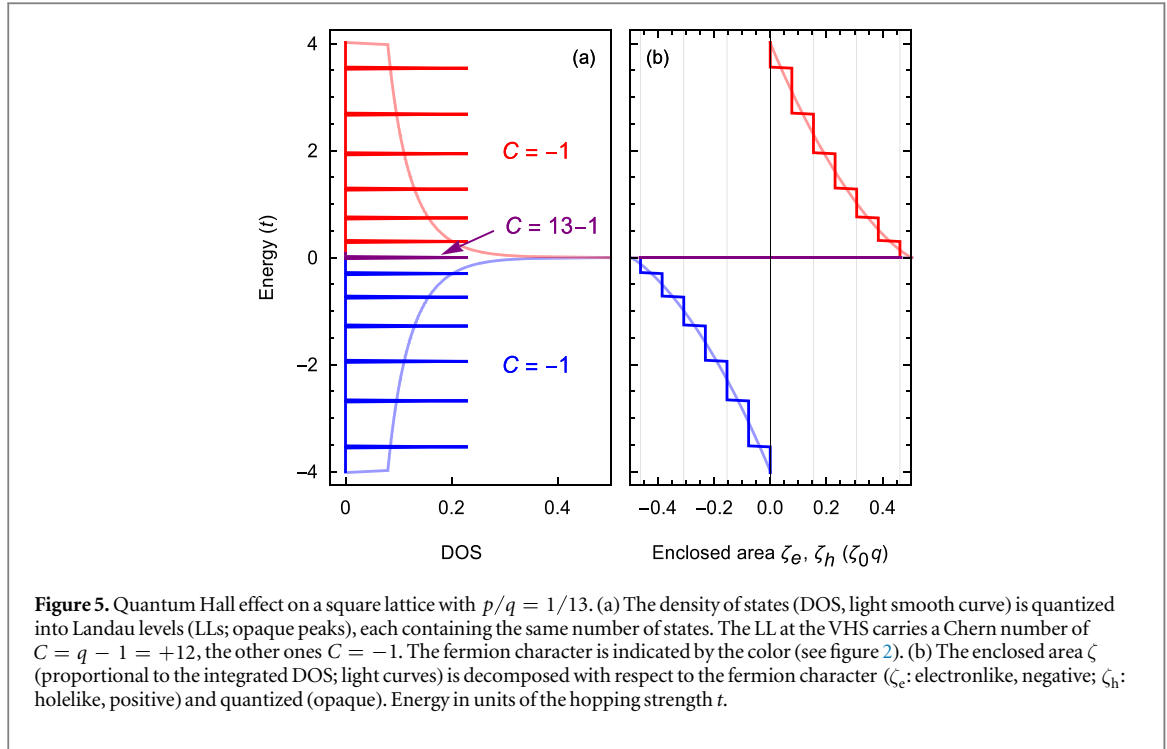 (a)
(b)
4
2
0
−2
−4
Energy (t)
C = −1
C = 13−1
C = −1
0
0.2
0.4
−0.4
−0.2
0.0
0.2
0.4
DOS
Enclosed area ζe, ζh (ζ0q)
Figure 5. Quantum Hall effect on a square lattice with p/q = 1/13. (a) The density of states (DOS, light smooth curve) is quantized
into Landau levels (LLs; opaque peaks), each containing the same number of states. The LL at the VHS carries a Chern number of
C = q − 1 = +12, the other ones C = −1. The fermion character is indicated by the color (see figure 2). (b) The enclosed area ζ
(proportional to the integrated DOS; light curves) is decomposed with respect to the fermion character (ζe: electronlike, negative; ζh:
holelike, positive) and quantized (opaque). Energy in units of the hopping strength t.